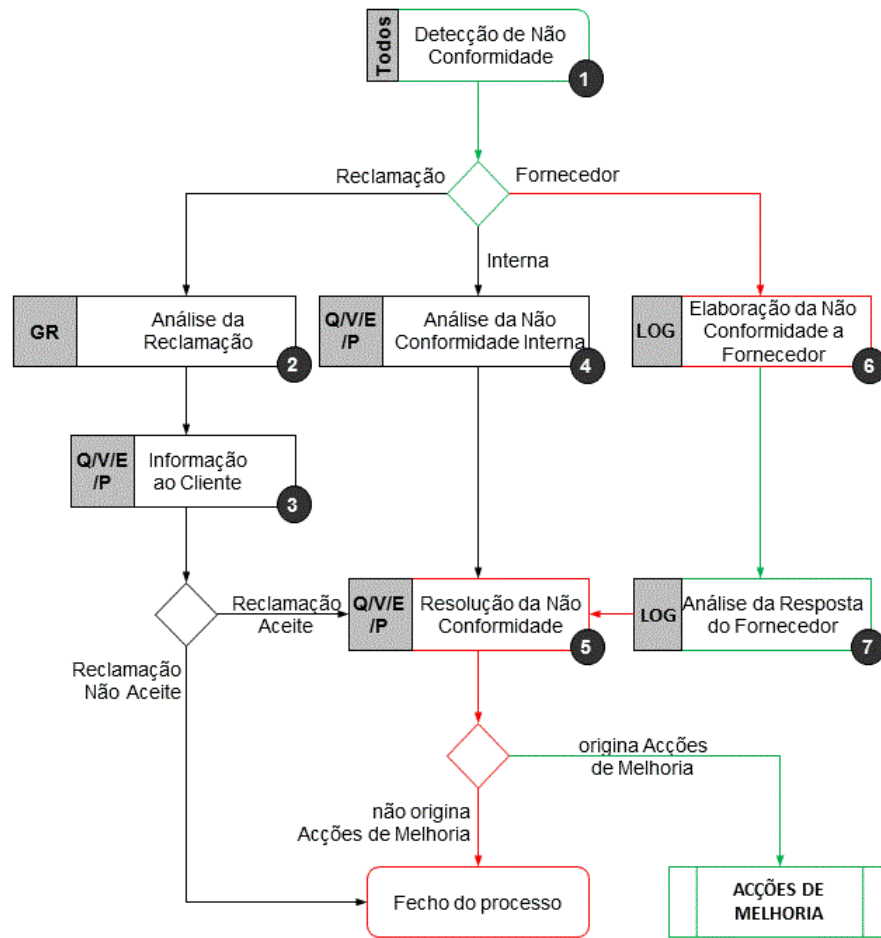 Todos
Detecção de Não
Conformidade
1
Reclamação
Fornecedor
Interna
GR
Análise da
Reclamação
2
Q/V/E
/P
Análise da Não
Conformidade Interna
4
LOG
Elaboração da Não
Conformidade a
Fornecedor
6
Q/V/E
/P
Informação
ao Cliente
3
Reclamação
Aceite
Q/V/E
/P
Resolução da Não
Conformidade
5
LOG
Análise da Resposta
do Fornecedor
7
Reclamação
Não Aceite
origina Acções
de Melhoria
não origina
Acções de Melhoria
Fecho do processo
ACÇÕES DE
MELHORIA